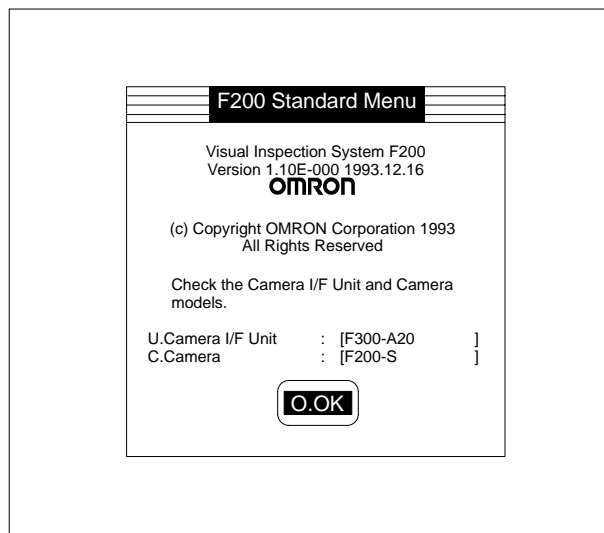 F200 Standard Menu
Visual Inspection System F200
Version 1.10E-000 1993.12.16
OMRON
(c) Copyright OMRON Corporation 1993
All Rights Reserved
Check the Camera I/F Unit and Camera
models.
U.Camera I/F Unit : [F300-A20 ]
C.Camera : [F200-S ]
O.OK